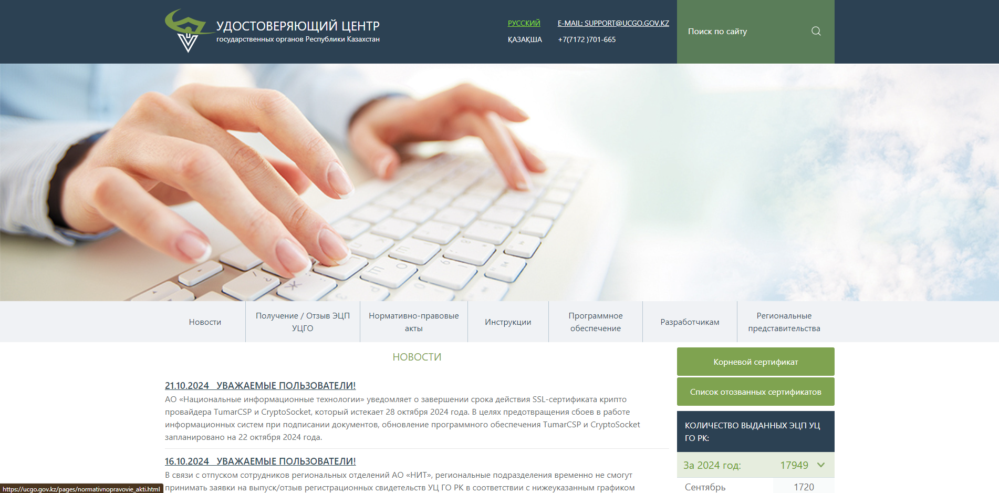 УДОСТОВЕРЯЮЩИЙ ЦЕНТР
государственных органов Республики Казахстан
РУССКИЙ
ҚАЗАҚША
E-MAIL: SUPPORT@UCGO.GOV.KZ
+7(7172 )701-665
Поиск по сайту
Новости
Получение / Отзыв ЭЦП
УЦГО
Нормативно-правовые
акты
Инструкции
Программное
обеспечение
Разработчикам
Региональные
представительства
НОВОСТИ
21.10.2024 УВАЖАЕМЫЕ ПОЛЬЗОВАТЕЛИ!
АО «Национальные информационные технологии» уведомляет о завершении срока действия SSL-сертификата крипто
провайдера TumarCSP и CryptoSocket, который истекает 28 октября 2024 года. В целях предотвращения сбоев в работе
информационных систем при подписании документов, обновление программного обеспечения TumarCSP и CryptoSocket
запланировано на 22 октября 2024 года.
16.10.2024 УВАЖАЕМЫЕ ПОЛЬЗОВАТЕЛИ!
В связи с отпуском сотрудников региональных отделений АО «НИТ», региональные подразделения временно не смогут
принимать заявки на выпуск/отзыв регистрационных свидетельств УЦ ГО РК в соответствии с нижеуказанным графиком
Корневой сертификат
Список отозванных сертификатов
КОЛИЧЕСТВО ВЫДАННЫХ ЭЦП УЦ
ГО РК:
За 2024 год: 17949
Сентябрь 1720
https://ucgo.gov.kz/pages/normativnopravovie_akti.html